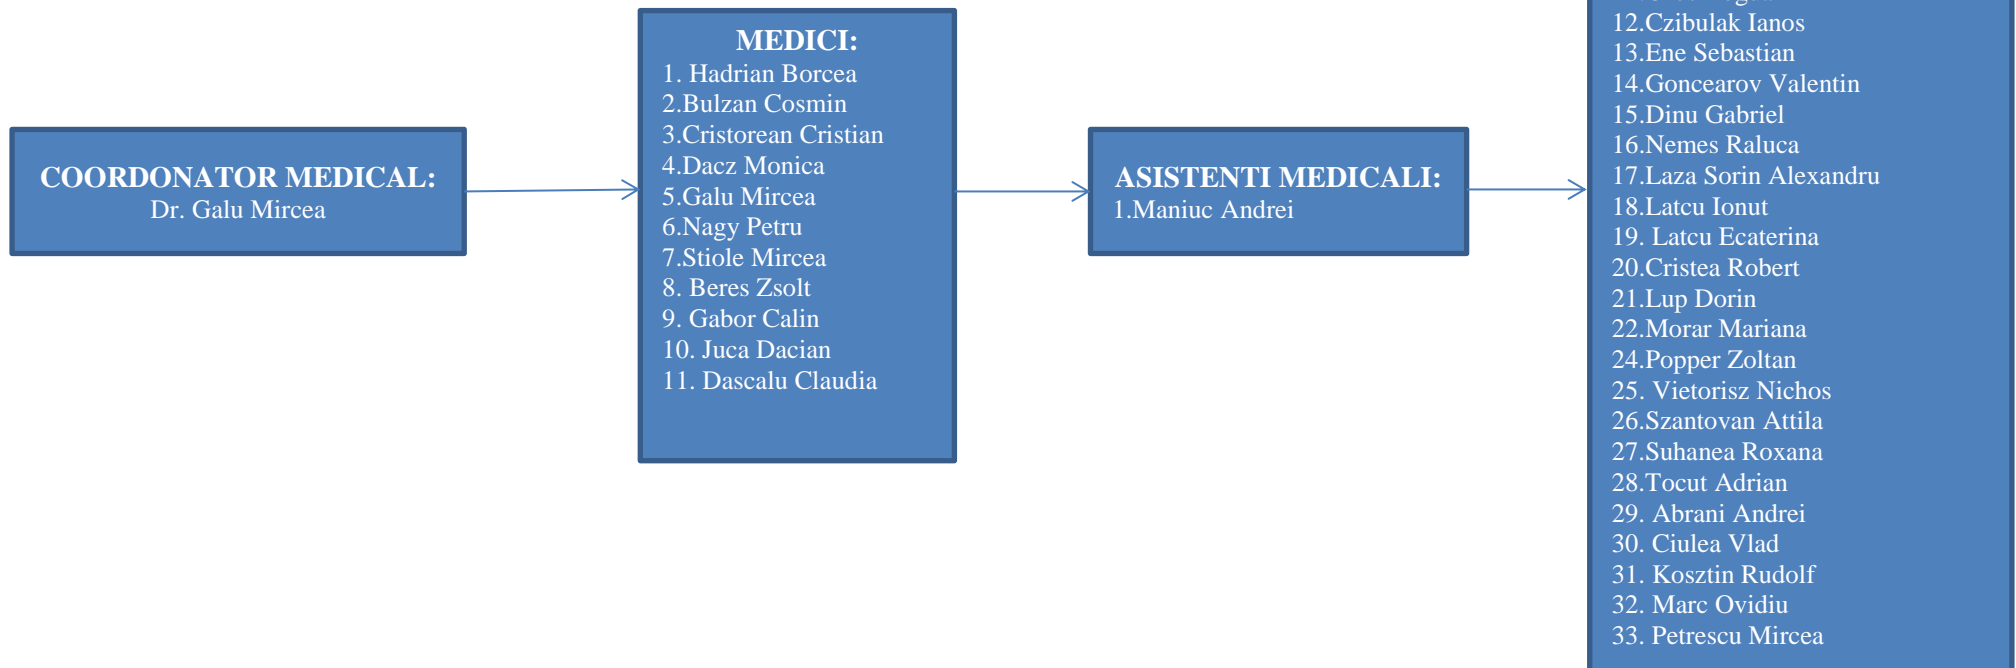 COORDONATOR MEDICAL:
Dr. Galu Mircea
MEDICI:
1. Hadrian Borcea
2.Bulzan Cosmin
3.Cristorean Cristian
4.Dacz Monica
5.Galu Mircea
6.Nagy Petru
7.Stiole Mircea
8. Beres Zsolt
9. Gabor Calin
10. Juca Dacian
11. Dascalu Claudia
ASISTENTI MEDICALI:
1.Maniuc Andrei
12.Czibulak Ianos
13.Ene Sebastian
14.Goncearov Valentin
15.Dinu Gabriel
16.Nemes Raluca
17.Laza Sorin Alexandru
18.Latcu Ionut
19. Latcu Ecaterina
20.Cristea Robert
21.Lup Dorin
22.Morar Mariana
24.Popper Zoltan
25. Vietorisz Nichos
26.Szantovan Attila
27.Suhanea Roxana
28.Tocut Adrian
29. Abrani Andrei
30. Ciulea Vlad
31. Kosztin Rudolf
32. Marc Ovidiu
33. Petrescu Mircea